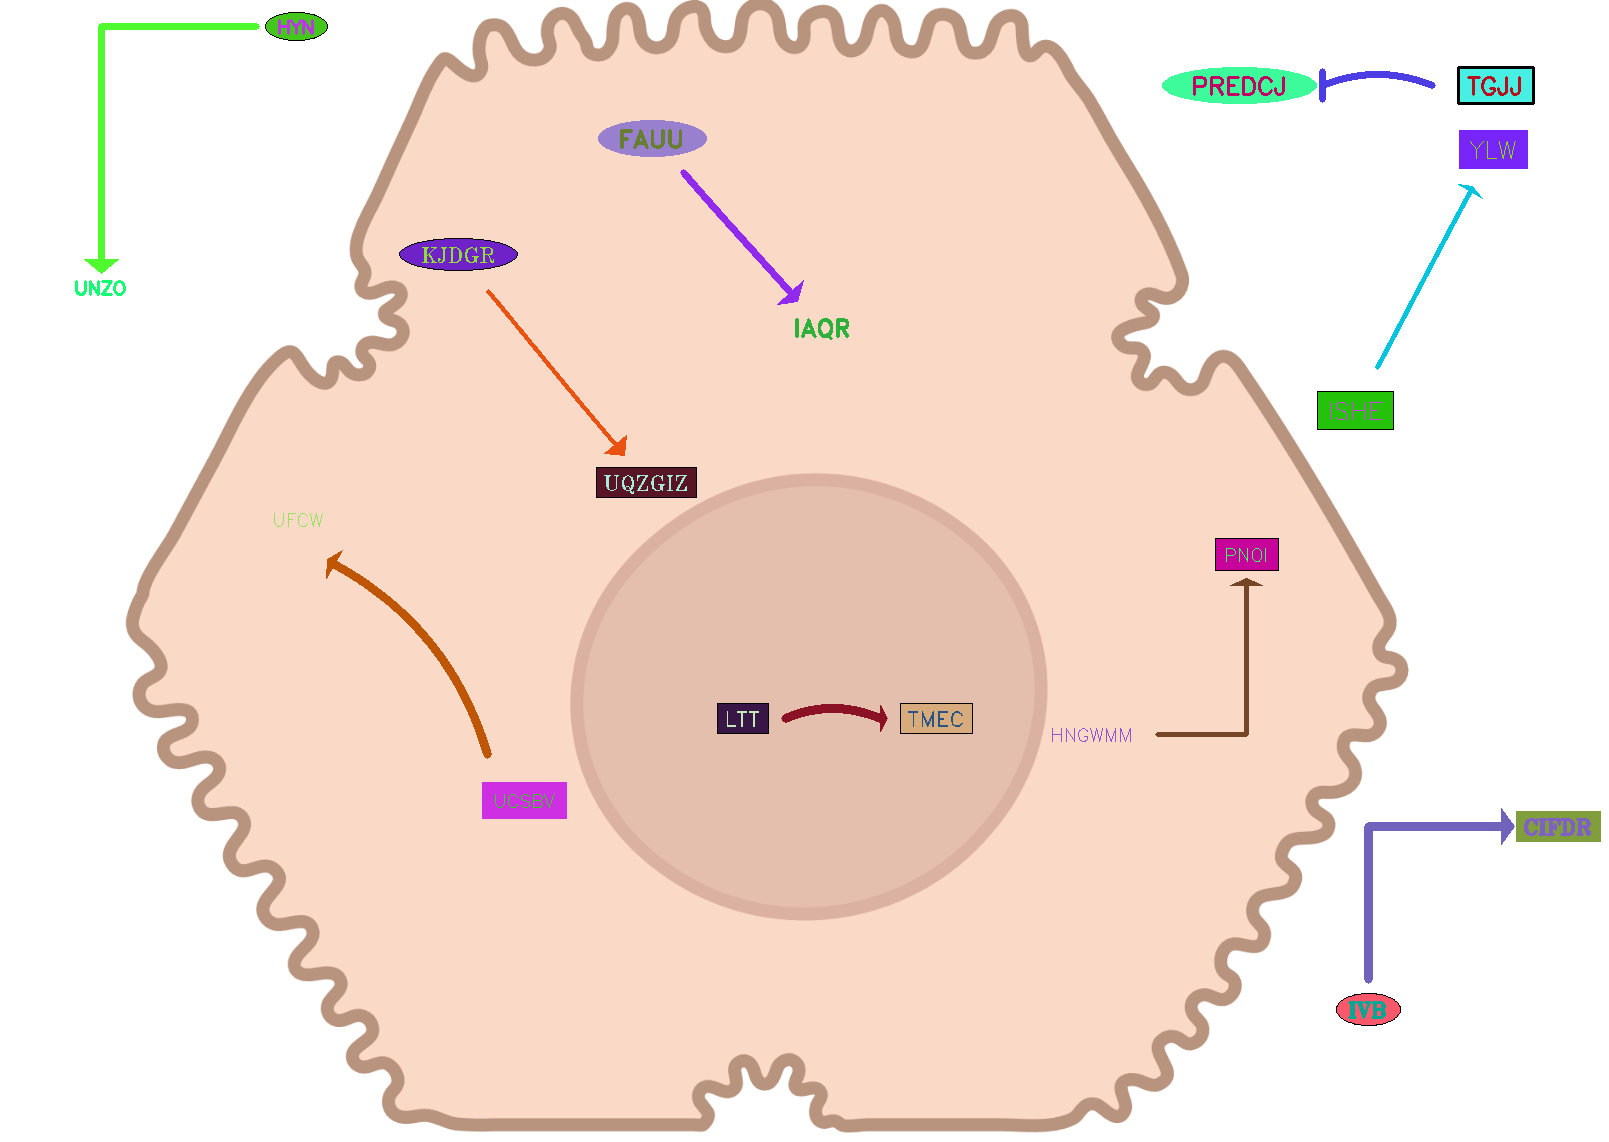 HYN
PREDCJ
TGJJ
FAUU
YLW
KJDGR
UNZO
IAQR
UQZGIZ
UFCW
PNOI
LTT
TMEC
HNGWMM
UCSBV
CIFDR
IVB